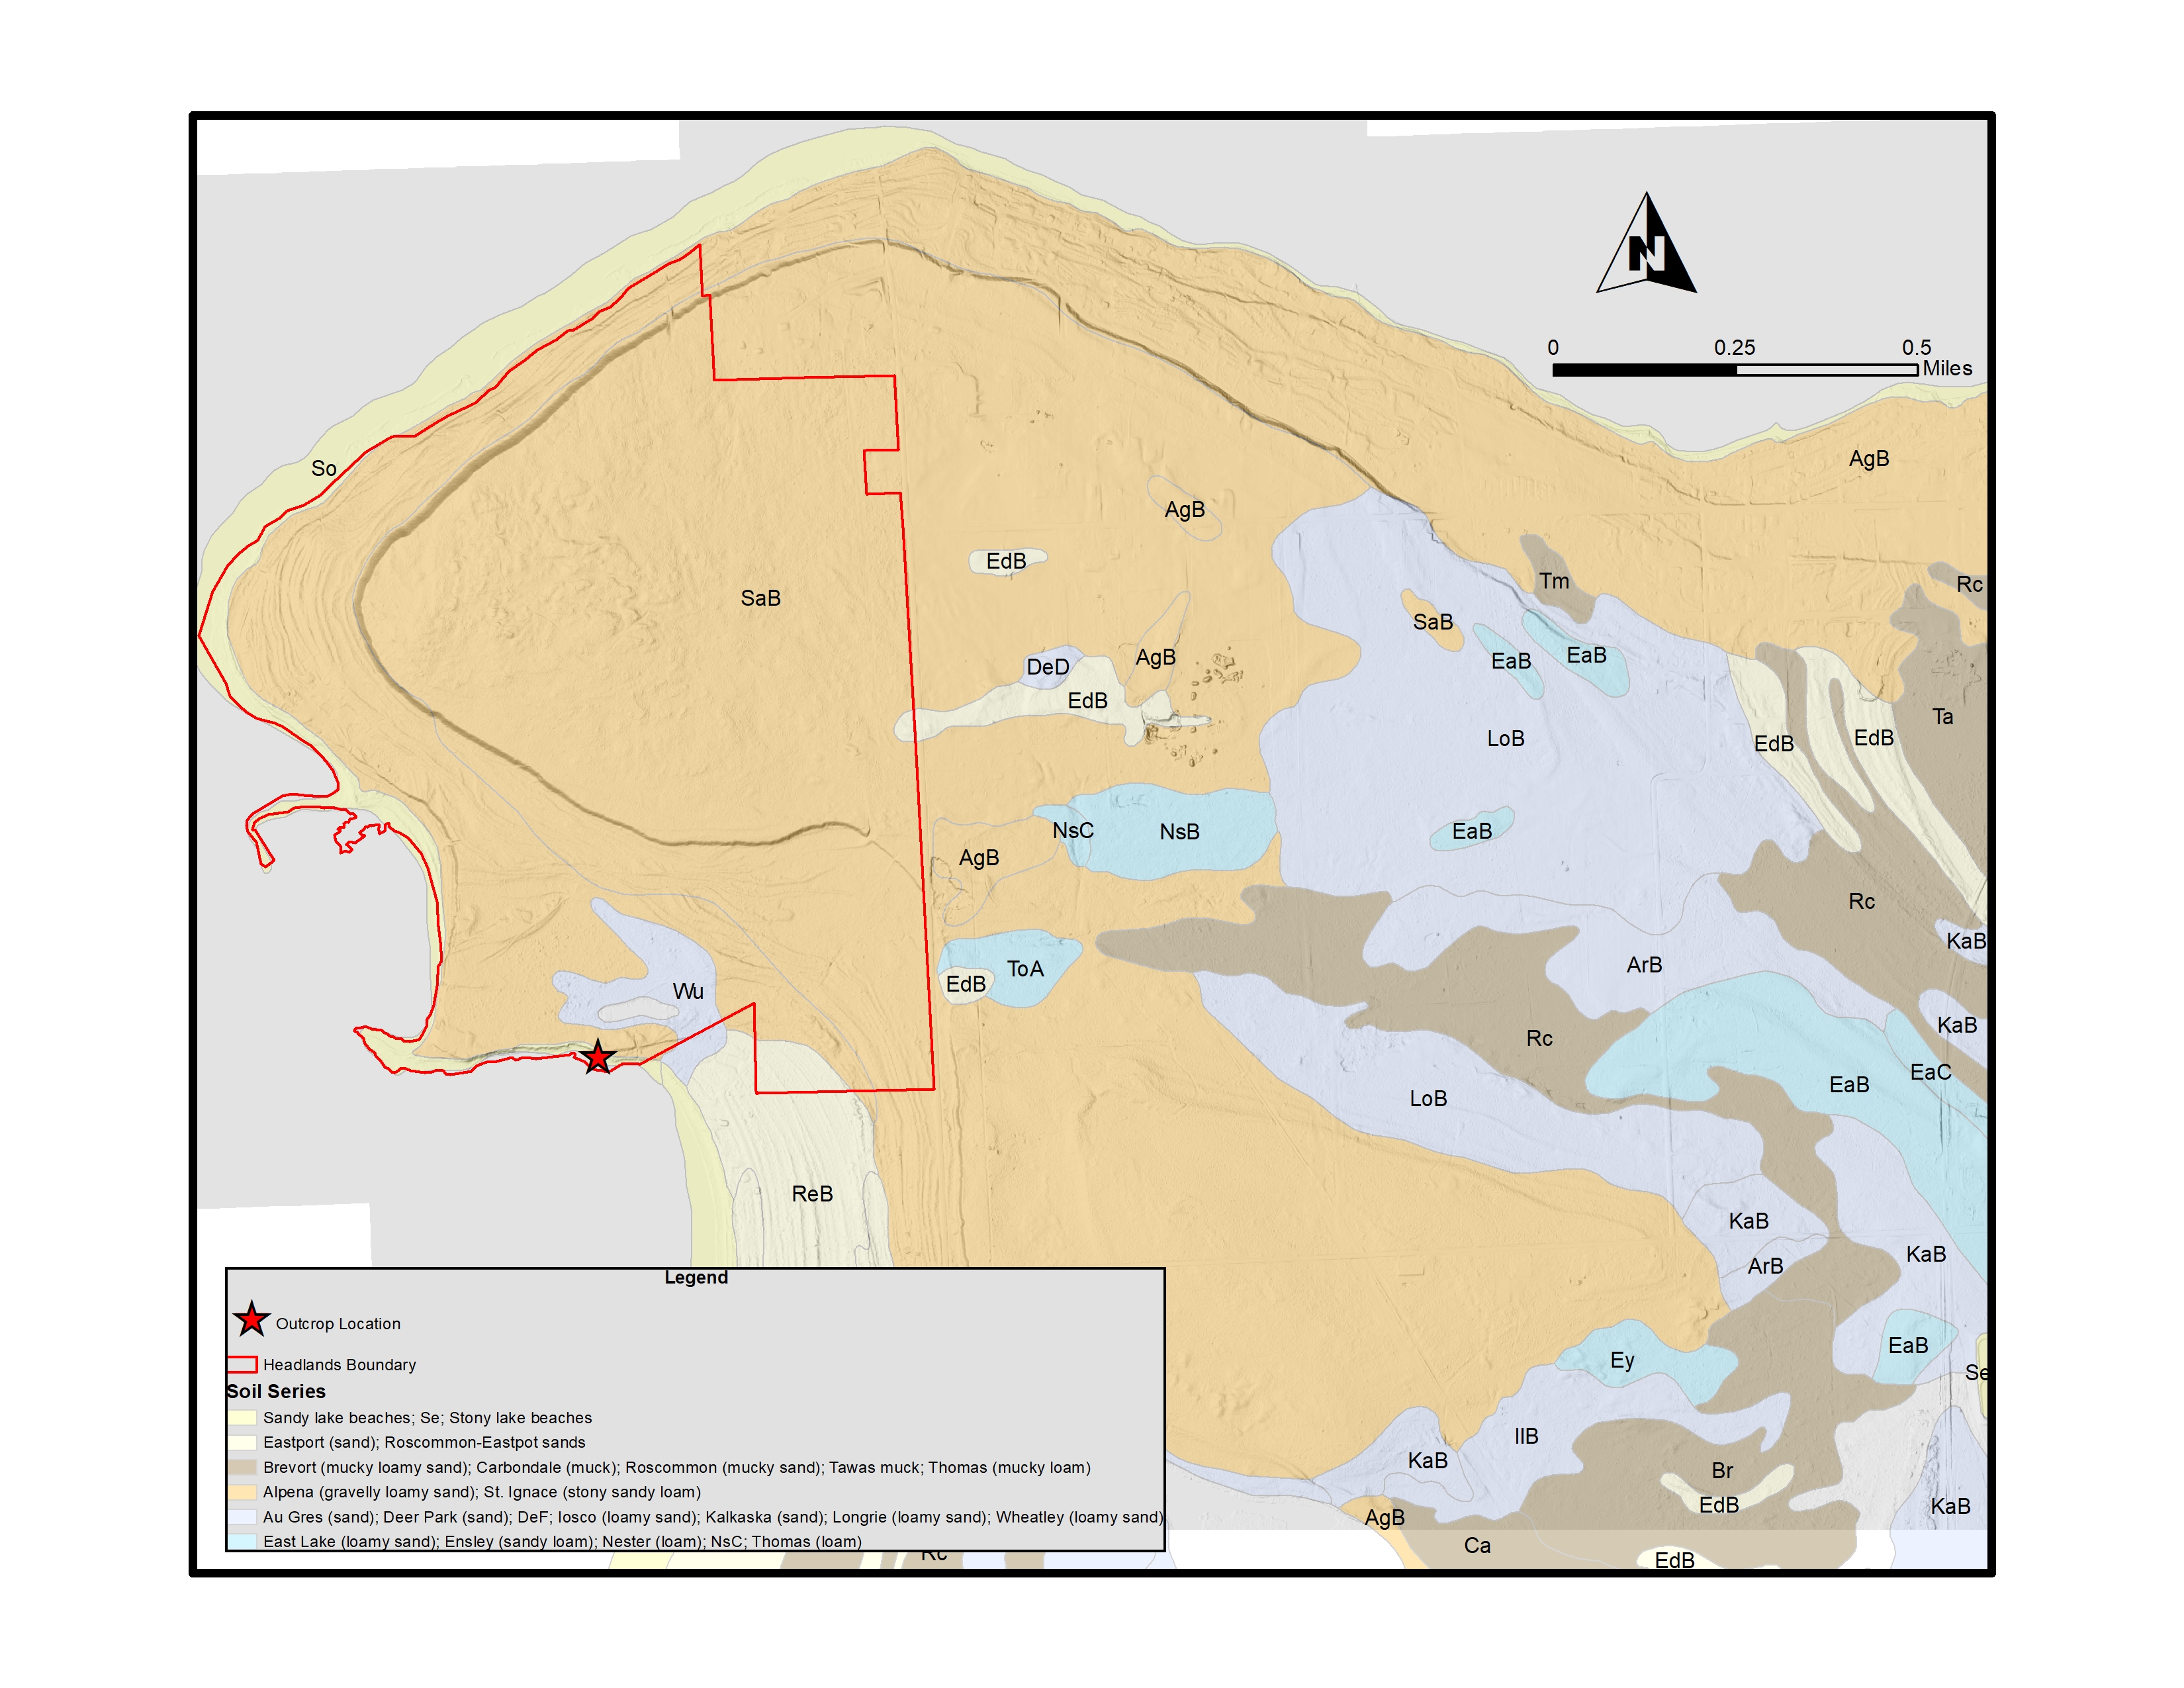 N
0 0.25 0.5
Miles
So
AgB
AgB
EdB
Tm
Rc
SaB
SaB
EaB
EaB
DeD
AgB
EdB
Ta
LoB
EdB
EdB
NsC
NsB
EaB
AgB
Rc
KaB
ArB
ToA
EdB
Wu
KaB
Rc
EaC
EaB
LoB
ReB
KaB
KaB
ArB
EaB
Ey
Se
IIB
KaB
Br
EdB
KaB
AgB
Ca
EdB
Rc
Legend
Outcrop Location
Headlands Boundary
Soil Series
Sandy lake beaches; Se; Stony lake beaches
Eastport (sand); Roscommon-Eastpot sands
Brevort (mucky loamy sand); Carbondale (muck); Roscommon (mucky sand); Tawas muck; Thomas (mucky loam)
Alpena (gravelly loamy sand); St. Ignace (stony sandy loam)
Au Gres (sand); Deer Park (sand); DeF; Iosco (loamy sand); Kalkaska (sand); Longrie (loamy sand); Wheatley (loamy sand)
East Lake (loamy sand); Ensley (sandy loam); Nester (loam); NsC; Thomas (loam)